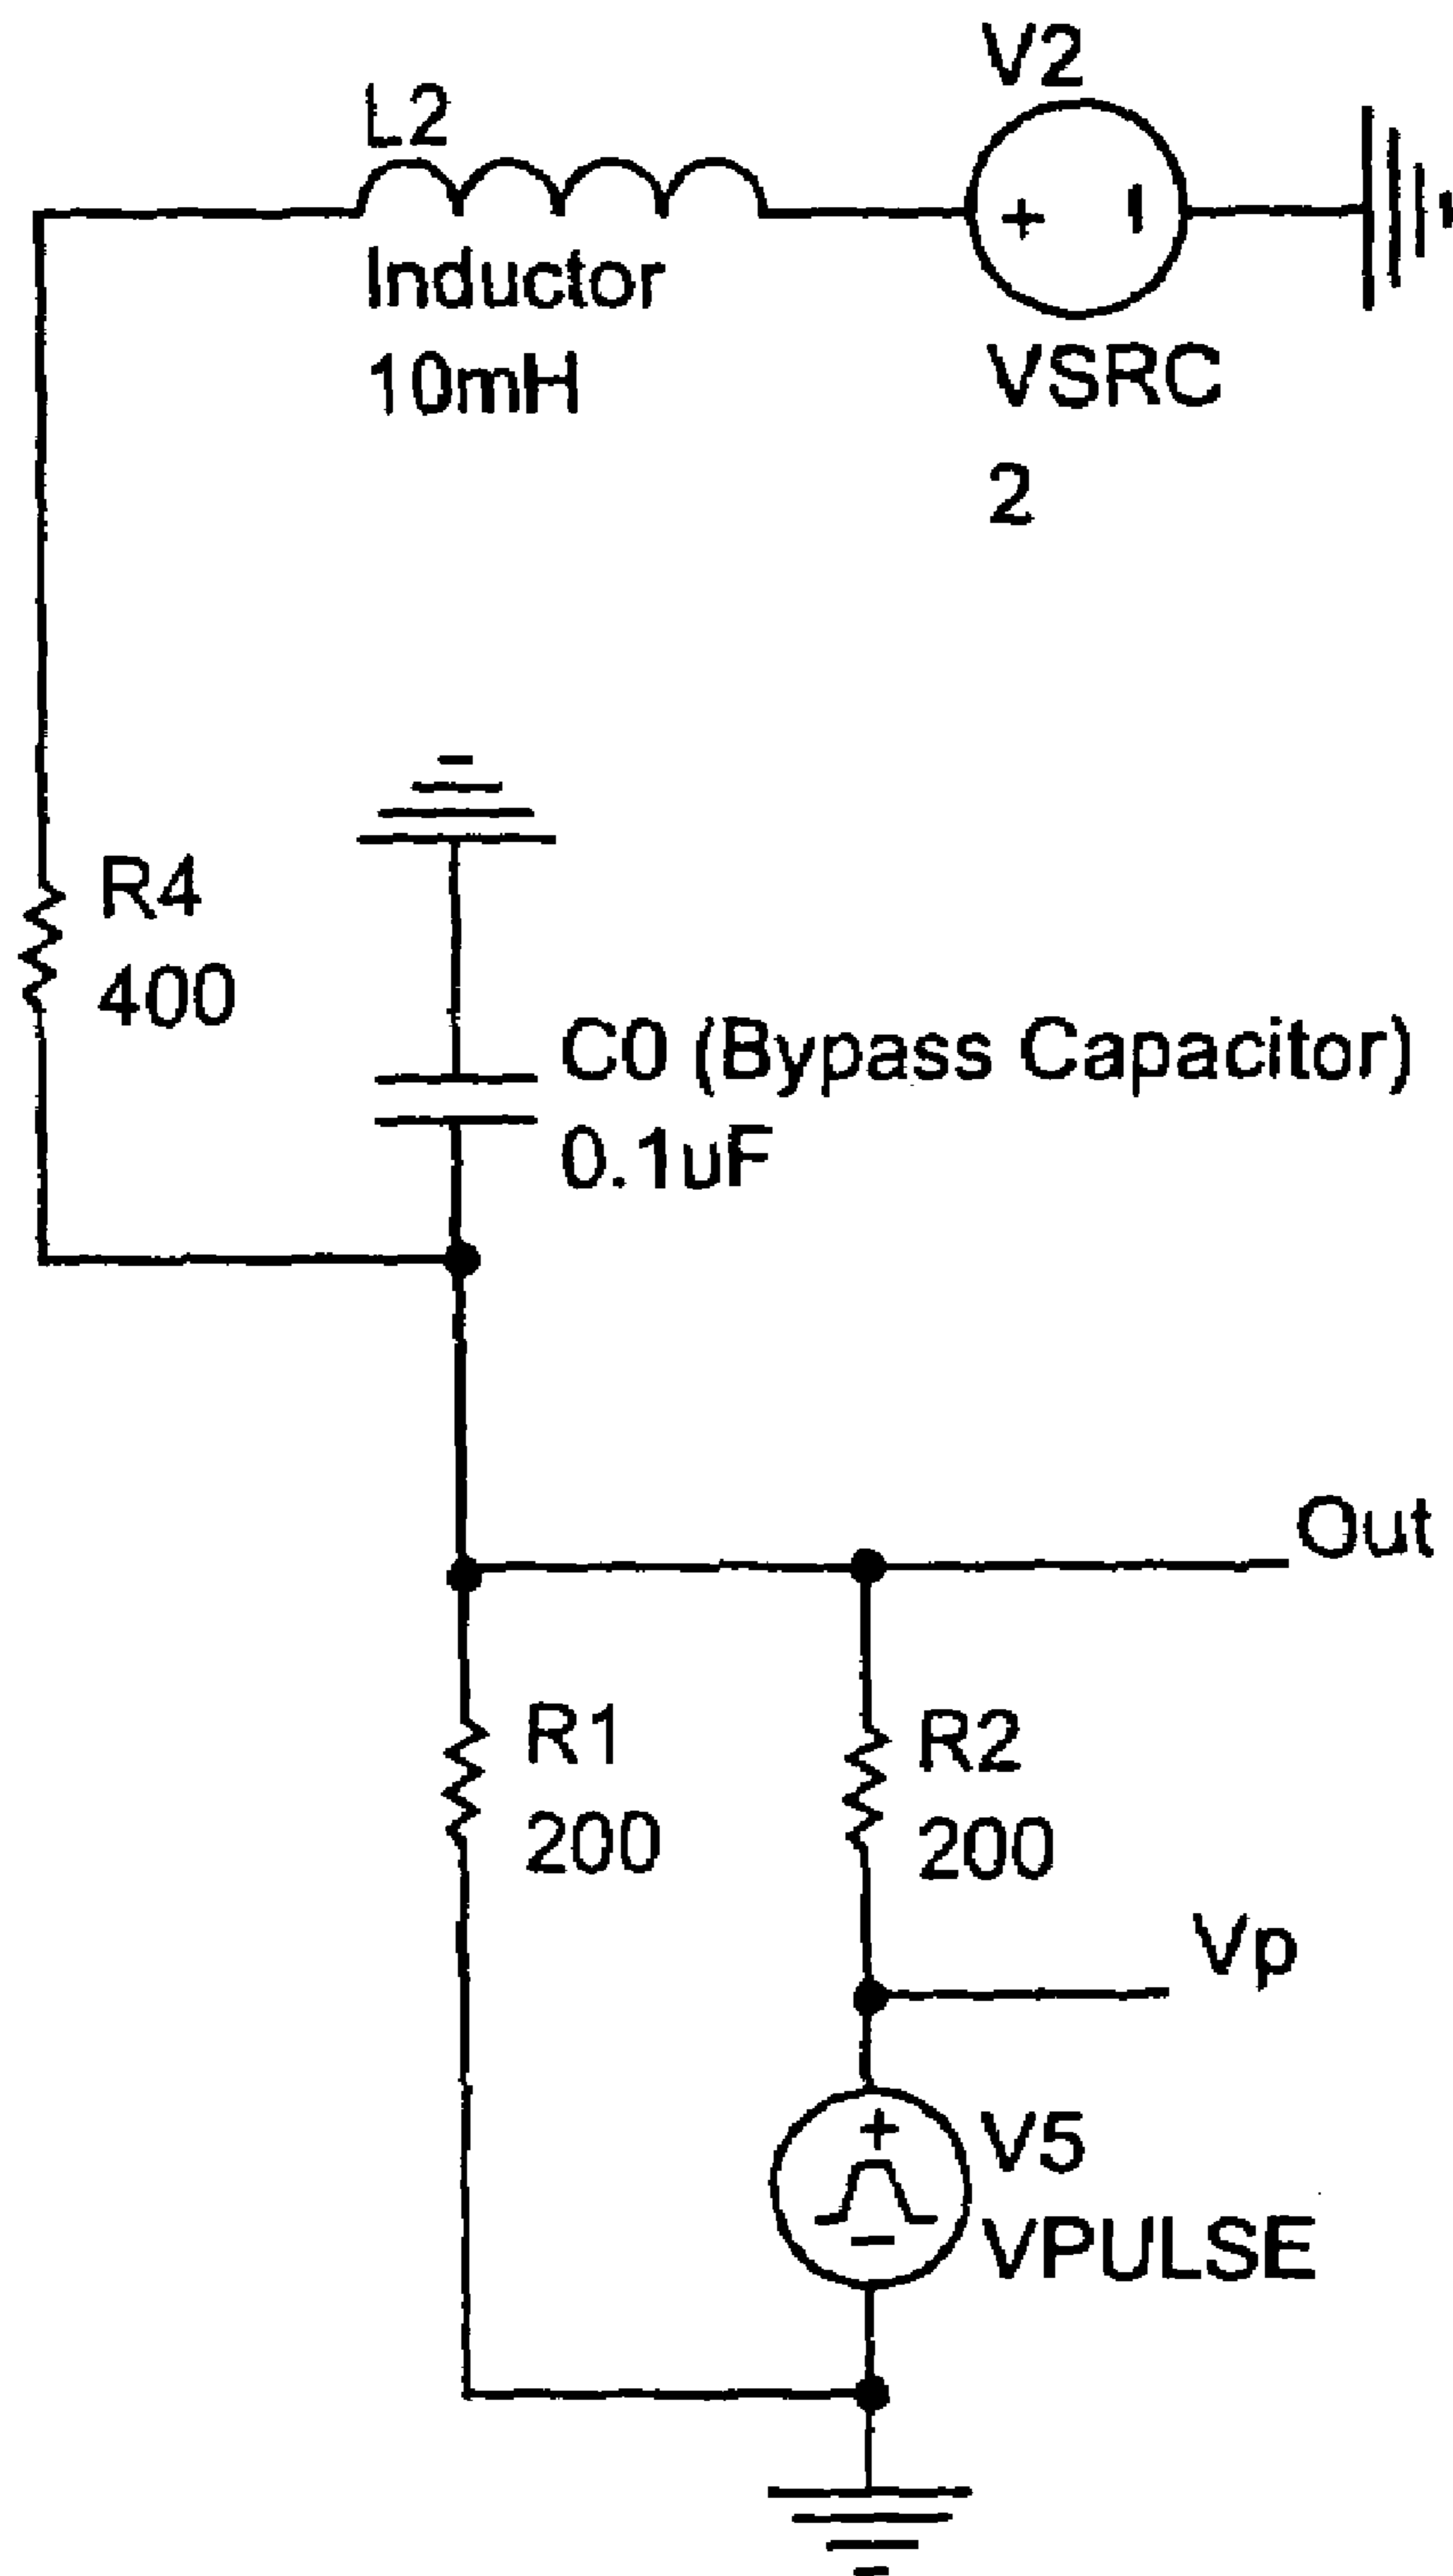 V2
L2
Inductor
10mH
+
-
VSRC
2
R4
400
C0 (Bypass Capacitor)
0.1uF
Out
R1
200
R2
200
Vp
+
-
V5
VPULSE